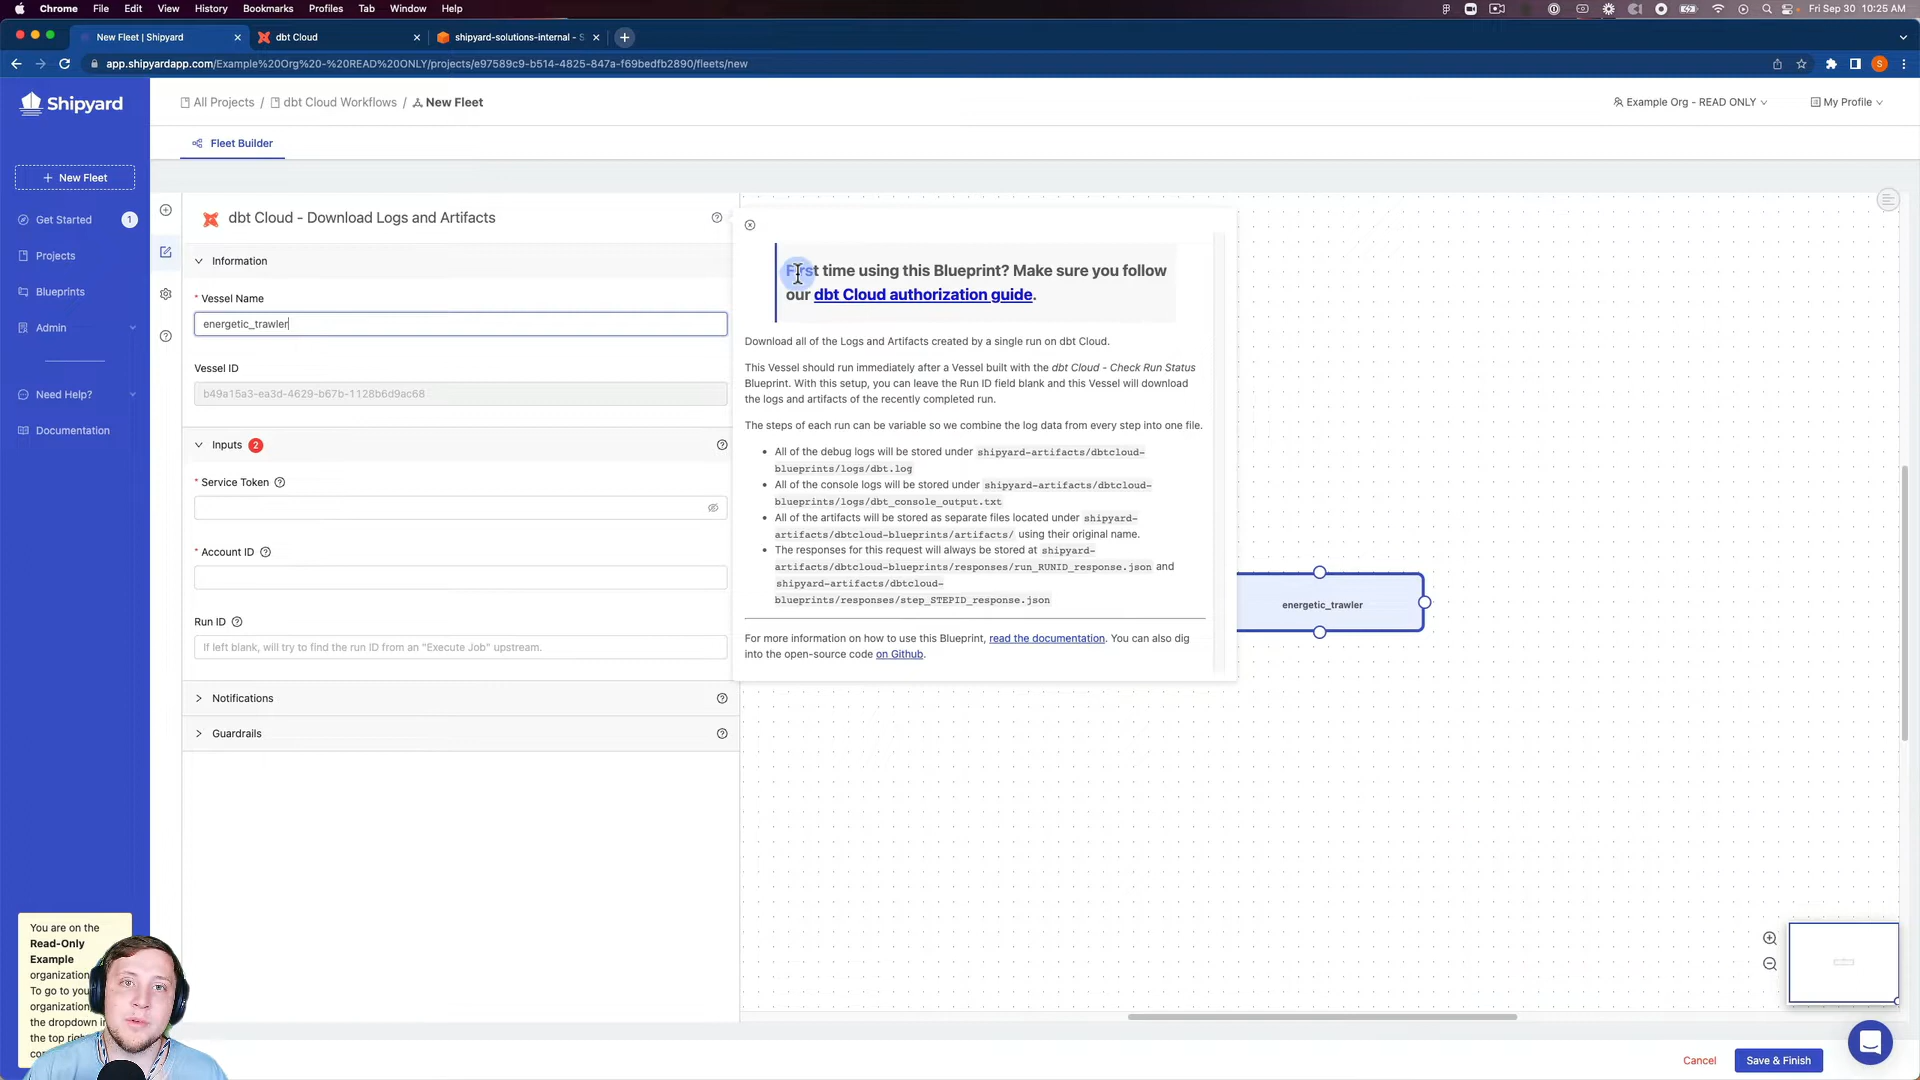 Chrome File Edit View History Bookmarks Profiles Tab Window Help Fri Sep 30 10:25 AM
New Fleet | Shipyard dbt Cloud shipyard-solutions-internal - S
app.shipyardapp.com/Example%20Org%20-%20READ%20ONLY/projects/e97589c9-b514-4825-847a-f69bedfb2890/fleets/new S
Shipyard
All Projects / dbt Cloud Workflows / New Fleet
Example Org - READ ONLY My Profile
Fleet Builder
+ New Fleet
Get Started 1
Projects
Blueprints
Admin
Need Help?
Documentation
dbt Cloud - Download Logs and Artifacts
Information
* Vessel Name
energetic_trawler
Vessel ID
b49a15a3-ea3d-4629-b67b-1128b6d9ac68
Inputs 2
* Service Token
* Account ID
Run ID
If left blank, will try to find the run ID from an "Execute Job" upstream.
Notifications
Guardrails
First time using this Blueprint? Make sure you follow
our dbt Cloud authorization guide.
Download all of the Logs and Artifacts created by a single run on dbt Cloud.
This Vessel should run immediately after a Vessel built with the dbt Cloud - Check Run Status
Blueprint. With this setup, you can leave the Run ID field blank and this Vessel will download
the logs and artifacts of the recently completed run.
The steps of each run can be variable so we combine the log data from every step into one file.
• All of the debug logs will be stored under shipyard-artifacts/dbtcloud-
blueprints/logs/dbt.log
• All of the console logs will be stored under shipyard-artifacts/dbtcloud-
blueprints/logs/dbt_console_output.txt
• All of the artifacts will be stored as separate files located under shipyard-
artifacts/dbtcloud-blueprints/artifacts/ using their original name.
• The responses for this request will always be stored at shipyard-
artifacts/dbtcloud-blueprints/responses/run_RUNID_response.json and
shipyard-artifacts/dbtcloud-
blueprints/responses/step_STEPID_response.json
For more information on how to use this Blueprint, read the documentation. You can also dig
into the open-source code on Github.
energetic_trawler
You are on the
Read-Only
Example
organization
To go to you
organization
the dropdown in
the top righ
Cancel Save & Finish